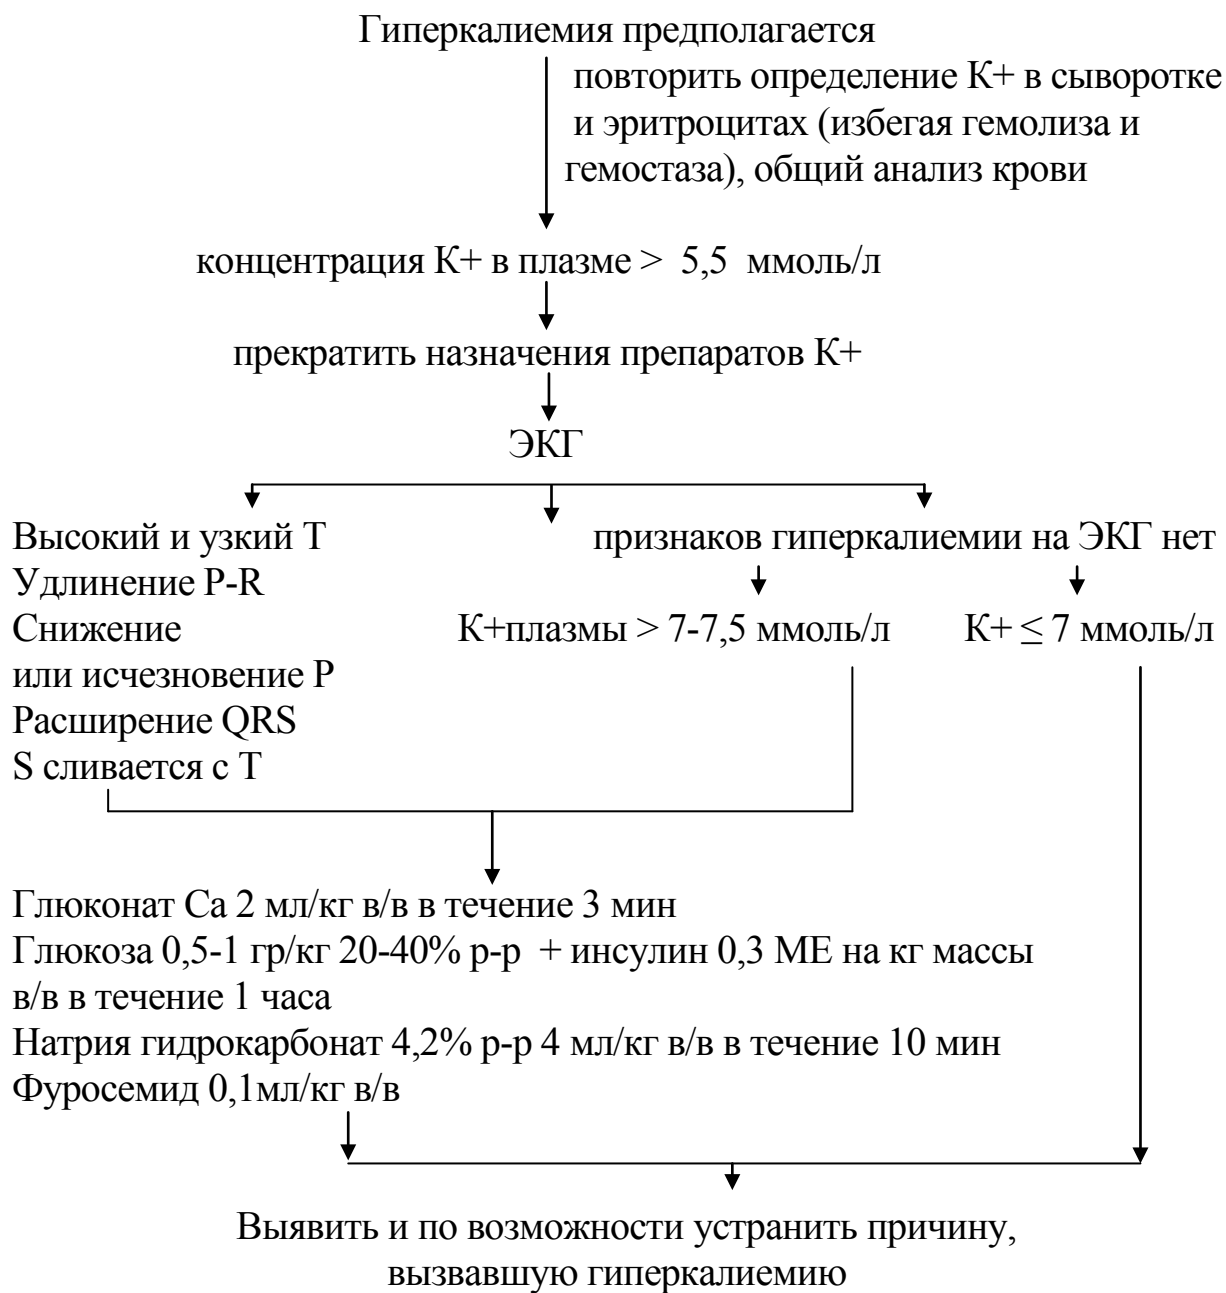 Гиперкалиемия предполагается
повторить определение К+ в сыворотке
и эритроцитах (избегая гемолиза и
гемостаза), общий анализ крови
концентрация К+ в плазме > 5,5 ммоль/л
прекратить назначения препаратов К+
ЭКГ
Высокий и узкий Т
Удлинение P-R
Снижение
или исчезновение Р
Расширение QRS
S сливается с Т
признаков гиперкалиемии на ЭКГ нет
К+плазмы > 7-7,5 ммоль/л
К+ ≤ 7 ммоль/л
Глюконат Са 2 мл/кг в/в в течение 3 мин
Глюкоза 0,5-1 гр/кг 20-40% р-р + инсулин 0,3 МЕ на кг массы
в/в в течение 1 часа
Натрия гидрокарбонат 4,2% р-р 4 мл/кг в/в в течение 10 мин
Фуросемид 0,1мл/кг в/в
Выявить и по возможности устранить причину,
вызвавшую гиперкалиемию